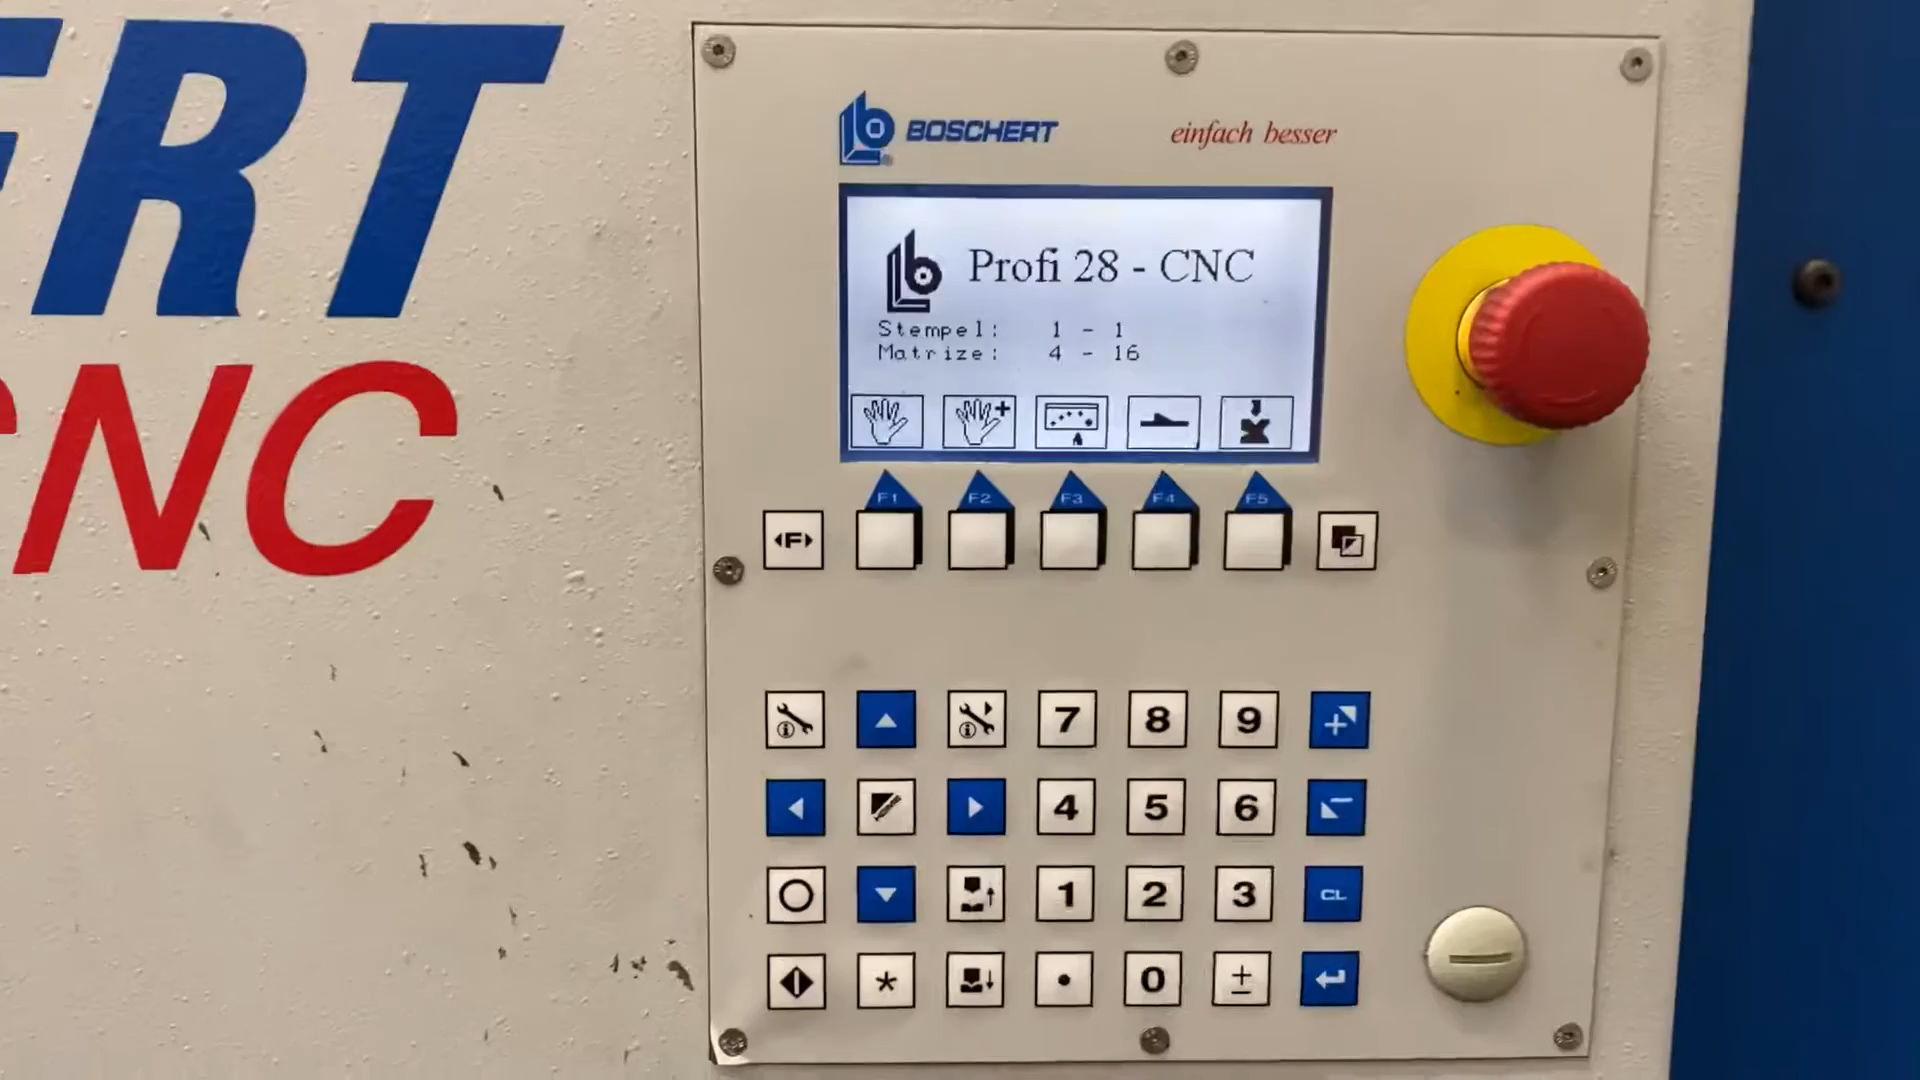 ERT
CNC
BOSCHERT
einfach besser
Profi 28 - CNC
Stempel: 1 - 1
Matrize: 4 - 16
F1 F2 F3 F4 F5
F
7 8 9 +
4 5 6 −
1 2 3 CL
* • 0 ±